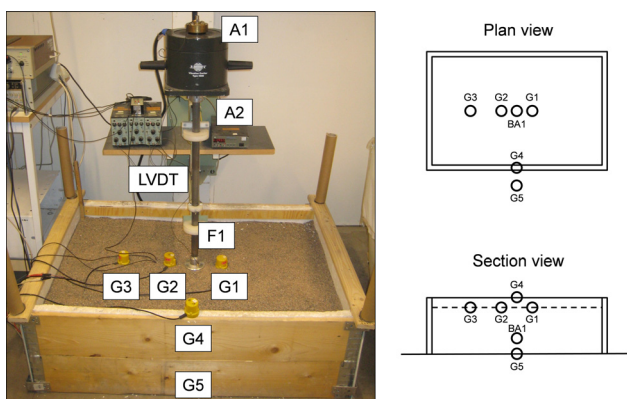 A1
A2
LVDT
F1
G3
G2
G1
G4
G5
Plan view
G3
G2
G1
BA1
G4
G5
Section view
G4
G3
G2
G1
BA1
G5